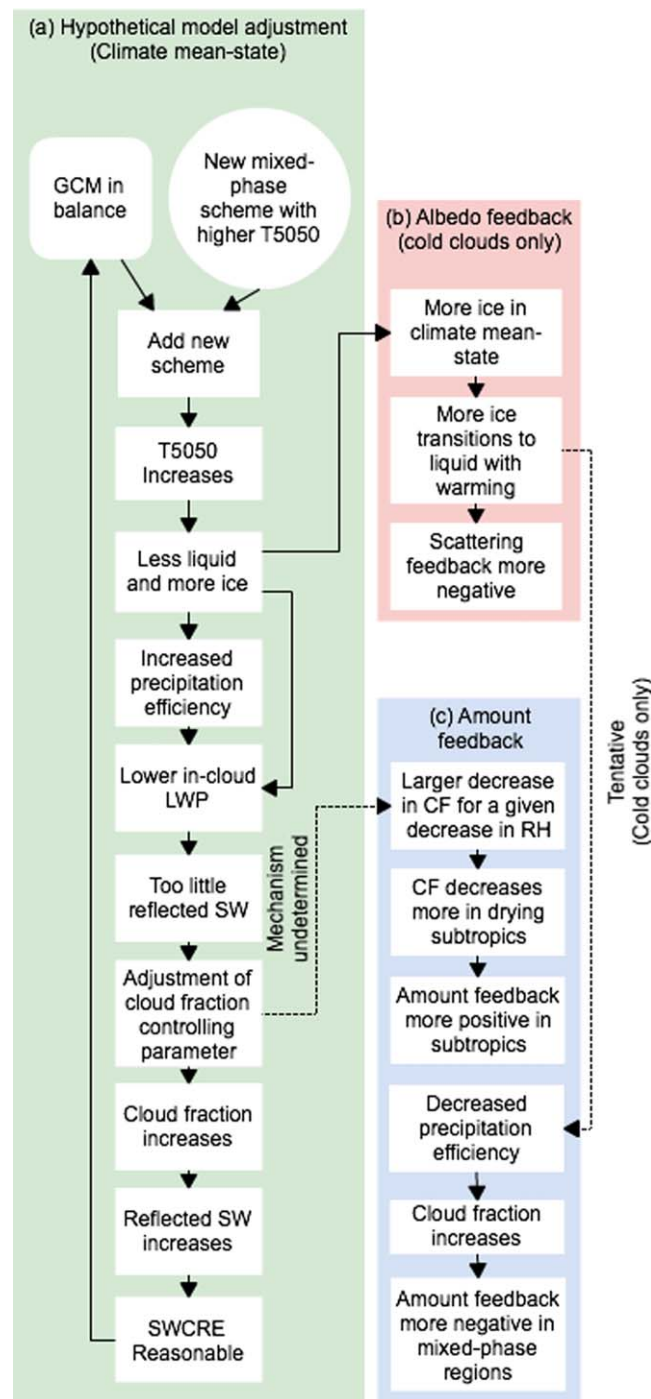 (a) Hypothetical model adjustment
(Climate mean-state)
GCM in
balance
New mixed-
phase
scheme with
higher T5050
Add new
scheme
T5050
Increases
Less liquid
and more ice
Increased
precipitation
efficiency
Lower in-cloud
LWP
Too little
reflected SW
Adjustment of
cloud fraction
controlling
parameter
Cloud fraction
increases
Reflected SW
increases
SWCRE
Reasonable
Mechanism
undetermined
(b) Albedo feedback
(cold clouds only)
More ice in
climate mean-
state
More ice
transitions to
liquid with
warming
Scattering
feedback more
negative
Tentative
(Cold clouds only)
(c) Amount
feedback
Larger decrease
in CF for a given
decrease in RH
CF decreases
more in drying
subtropics
Amount feedback
more positive in
subtropics
Decreased
precipitation
efficiency
Cloud fraction
increases
Amount feedback
more negative in
mixed-phase
regions